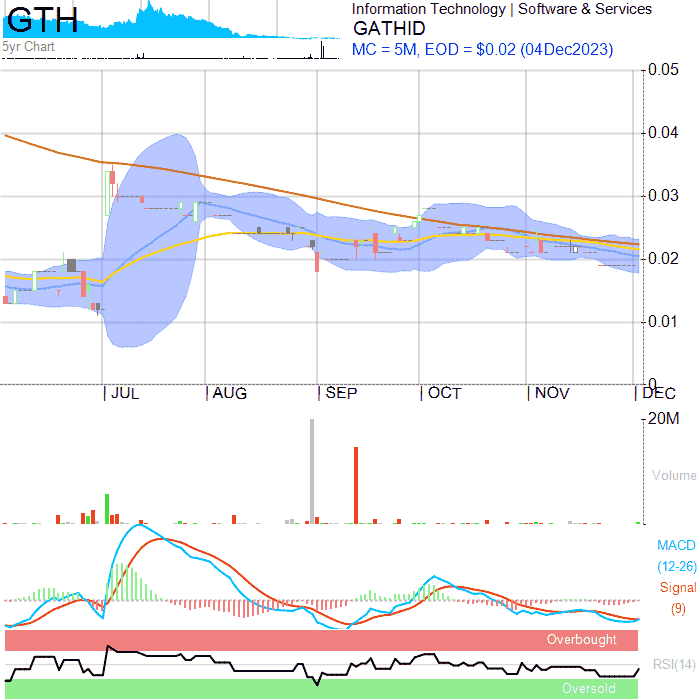 GTH
5yr Chart
Information Technology | Software & Services
GATHID
MC = 5M, EOD = $0.02 (04Dec2023)
0.05
0.04
0.03
0.02
0.01
0
JUL
AUG
SEP
OCT
NOV
DEC
20M
Volume
MACD
(12-26)
Signal
(9)
Overbought
RSI(14)
Oversold